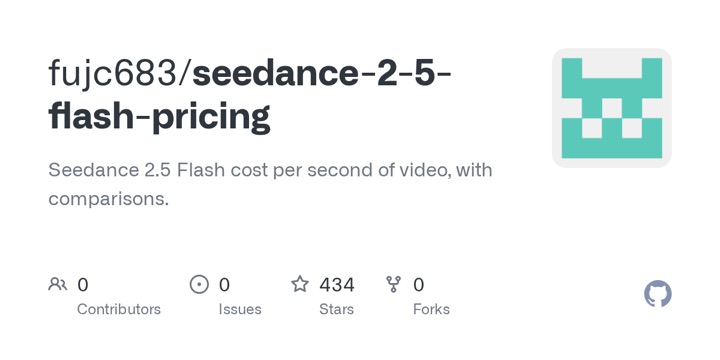 fujc683/seedance-2-5-
flash-pricing
Seedance 2.5 Flash cost per second of video, with
comparisons.
0 0 434 0
Contributors Issues Stars Forks